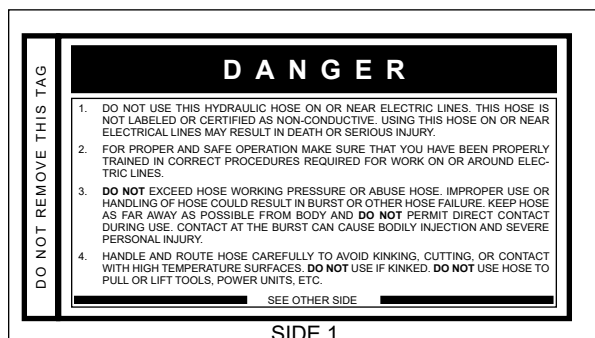 DO NOT REMOVE THIS TAG
DANGER
1. DO NOT USE THIS HYDRAULIC HOSE ON OR NEAR ELECTRIC LINES. THIS HOSE IS
NOT LABELED OR CERTIFIED AS NON-CONDUCTIVE. USING THIS HOSE ON OR NEAR
ELECTRICAL LINES MAY RESULT IN DEATH OR SERIOUS INJURY.
2. FOR PROPER AND SAFE OPERATION MAKE SURE THAT YOU HAVE BEEN PROPERLY
TRAINED IN CORRECT PROCEDURES REQUIRED FOR WORK ON OR AROUND ELEC-
TRIC LINES.
3. DO NOT EXCEED HOSE WORKING PRESSURE OR ABUSE HOSE. IMPROPER USE OR
HANDLING OF HOSE COULD RESULT IN BURST OR OTHER HOSE FAILURE. KEEP HOSE
AS FAR AWAY AS POSSIBLE FROM BODY AND DO NOT PERMIT DIRECT CONTACT
DURING USE. CONTACT AT THE BURST CAN CAUSE BODILY INJECTION AND SEVERE
PERSONAL INJURY.
4. HANDLE AND ROUTE HOSE CAREFULLY TO AVOID KINKING, CUTTING, OR CONTACT
WITH HIGH TEMPERATURE SURFACES. DO NOT USE IF KINKED. DO NOT USE HOSE TO
PULL OR LIFT TOOLS, POWER UNITS, ETC.
SEE OTHER SIDE
SIDE 1